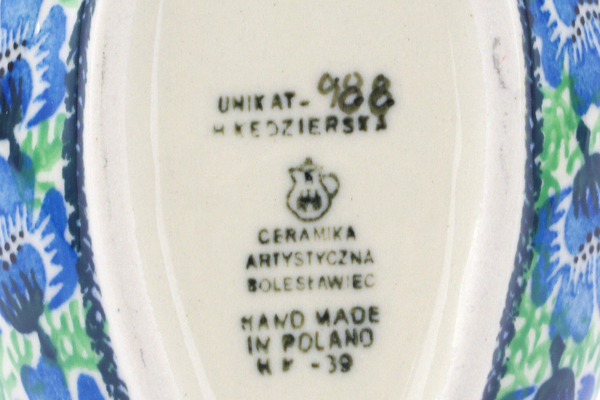 UNIKAT- 988
H KEDZIERSKA
CERAMIKA
ARTYSTYCZNA
BOLESŁAWIEC
HAND MADE
IN POLAND
H K -39